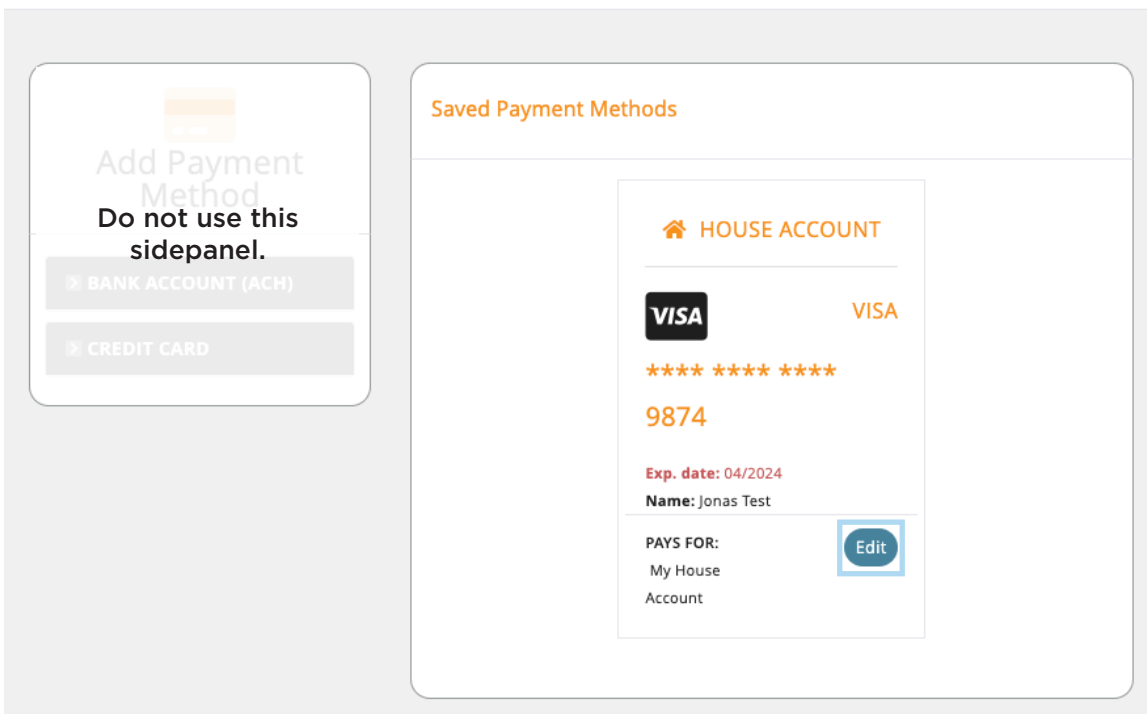 Add Payment
Method
Do not use this
sidepanel.
BANK ACCOUNT (ACH)
CREDIT CARD
Saved Payment Methods
HOUSE ACCOUNT
VISA VISA
**** **** ****
9874
Exp. date: 04/2024
Name: Jonas Test
PAYS FOR:
Edit
My House
Account